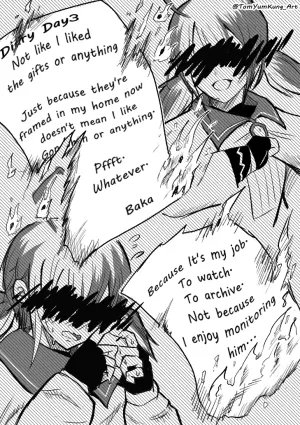 @TomYumKung_Art
Diary Day3
Not like I liked
the gifts or anything
Just because they're
framed in my home now
doesn't mean I like
or anything.
Pffft.
Whatever.
Baka
Because It's my job.
To watch.
To archive.
Not because
I enjoy monitoring
him...